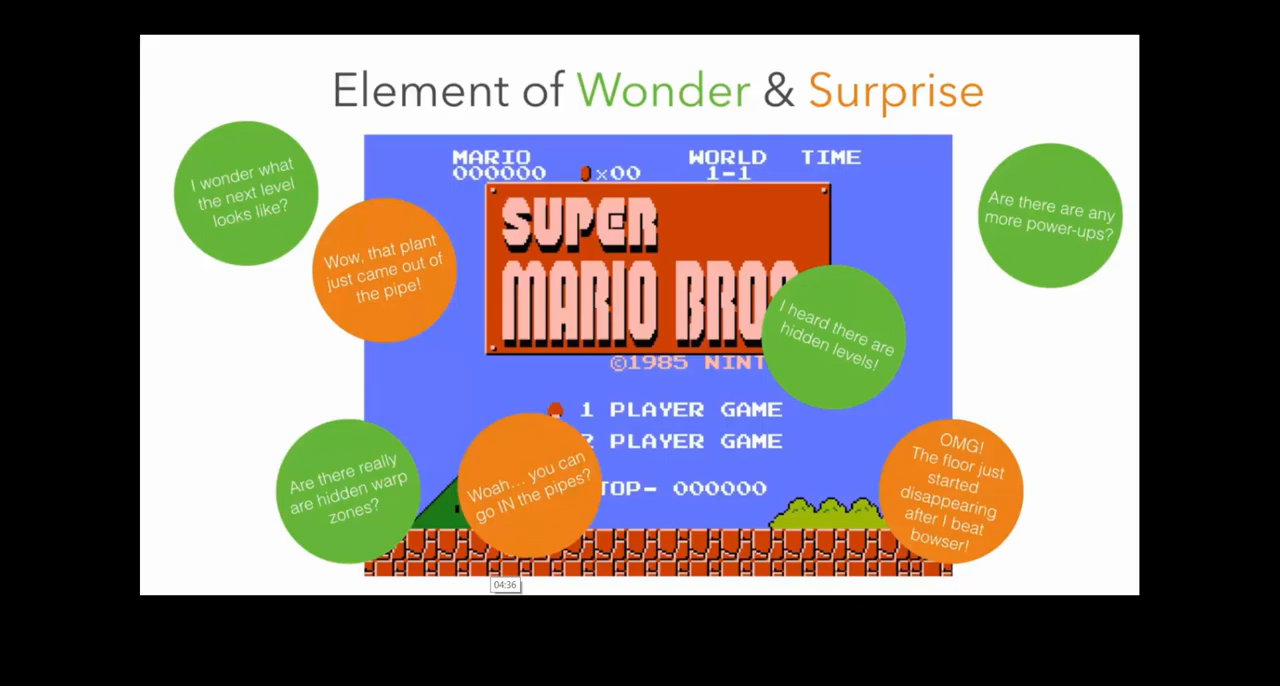 Element of Wonder & Surprise
I wonder what
the next level
looks like?
Wow, that plant
just came out of
the pipe!
MARIO
000000
×00
WORLD
1-1
TIME
SUPER
MARIO BROS
©1985 NINT
I heard there are
hidden levels!
Are there are any
more power-ups?
1 PLAYER GAME
2 PLAYER GAME
TOP- 000000
Are there really
are hidden warp
zones?
Woah... you can
go IN the pipes?
OMG!
The floor just
started
disappearing
after I beat
bowser!
04:36